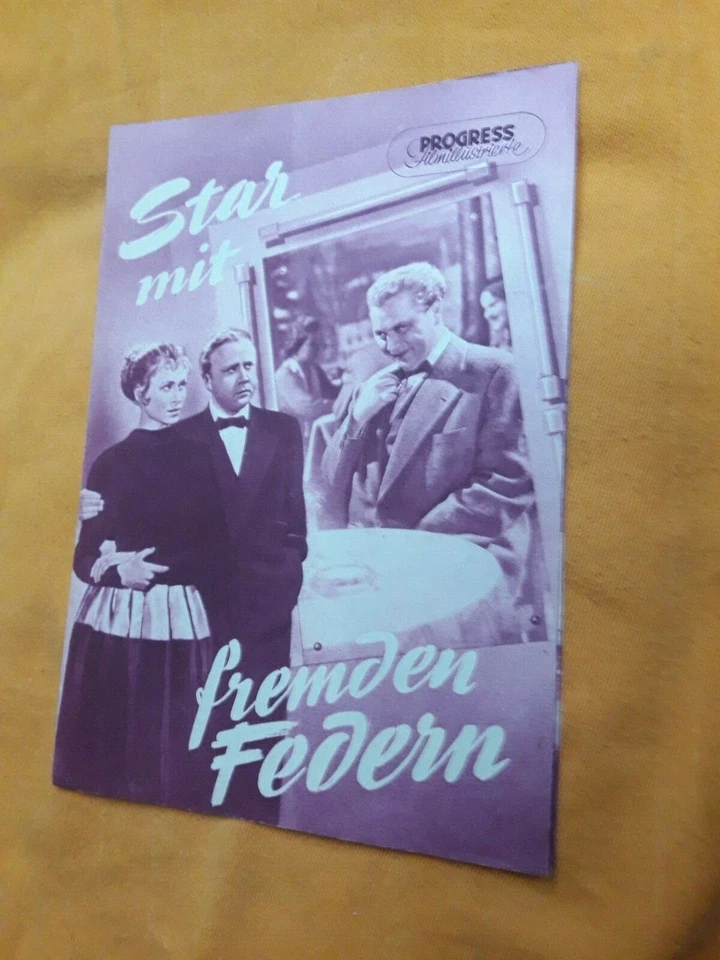 PROGRESS
Filmillustrierte
Star
mit
fremden
Federn